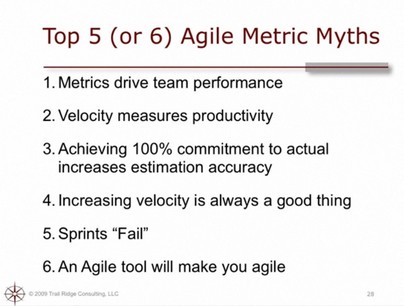 Top 5 (or 6) Agile Metric Myths
1. Metrics drive team performance
2. Velocity measures productivity
3. Achieving 100% commitment to actual
increases estimation accuracy
4. Increasing velocity is always a good thing
5. Sprints “Fail”
6. An Agile tool will make you agile
© 2009 Trail Ridge Consulting, LLC
28